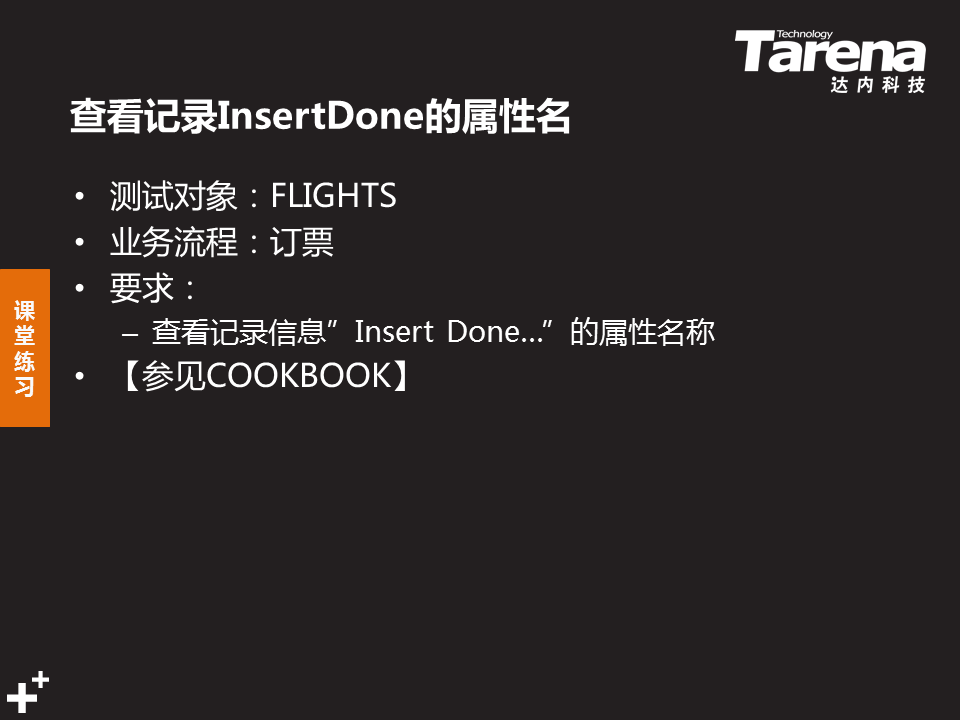 Technology
Tarena
达内科技
查看记录InsertDone的属性名
• 测试对象：FLIGHTS
• 业务流程：订票
• 要求：
– 查看记录信息”Insert Done…”的属性名称
• 【参见COOKBOOK】
课堂练习